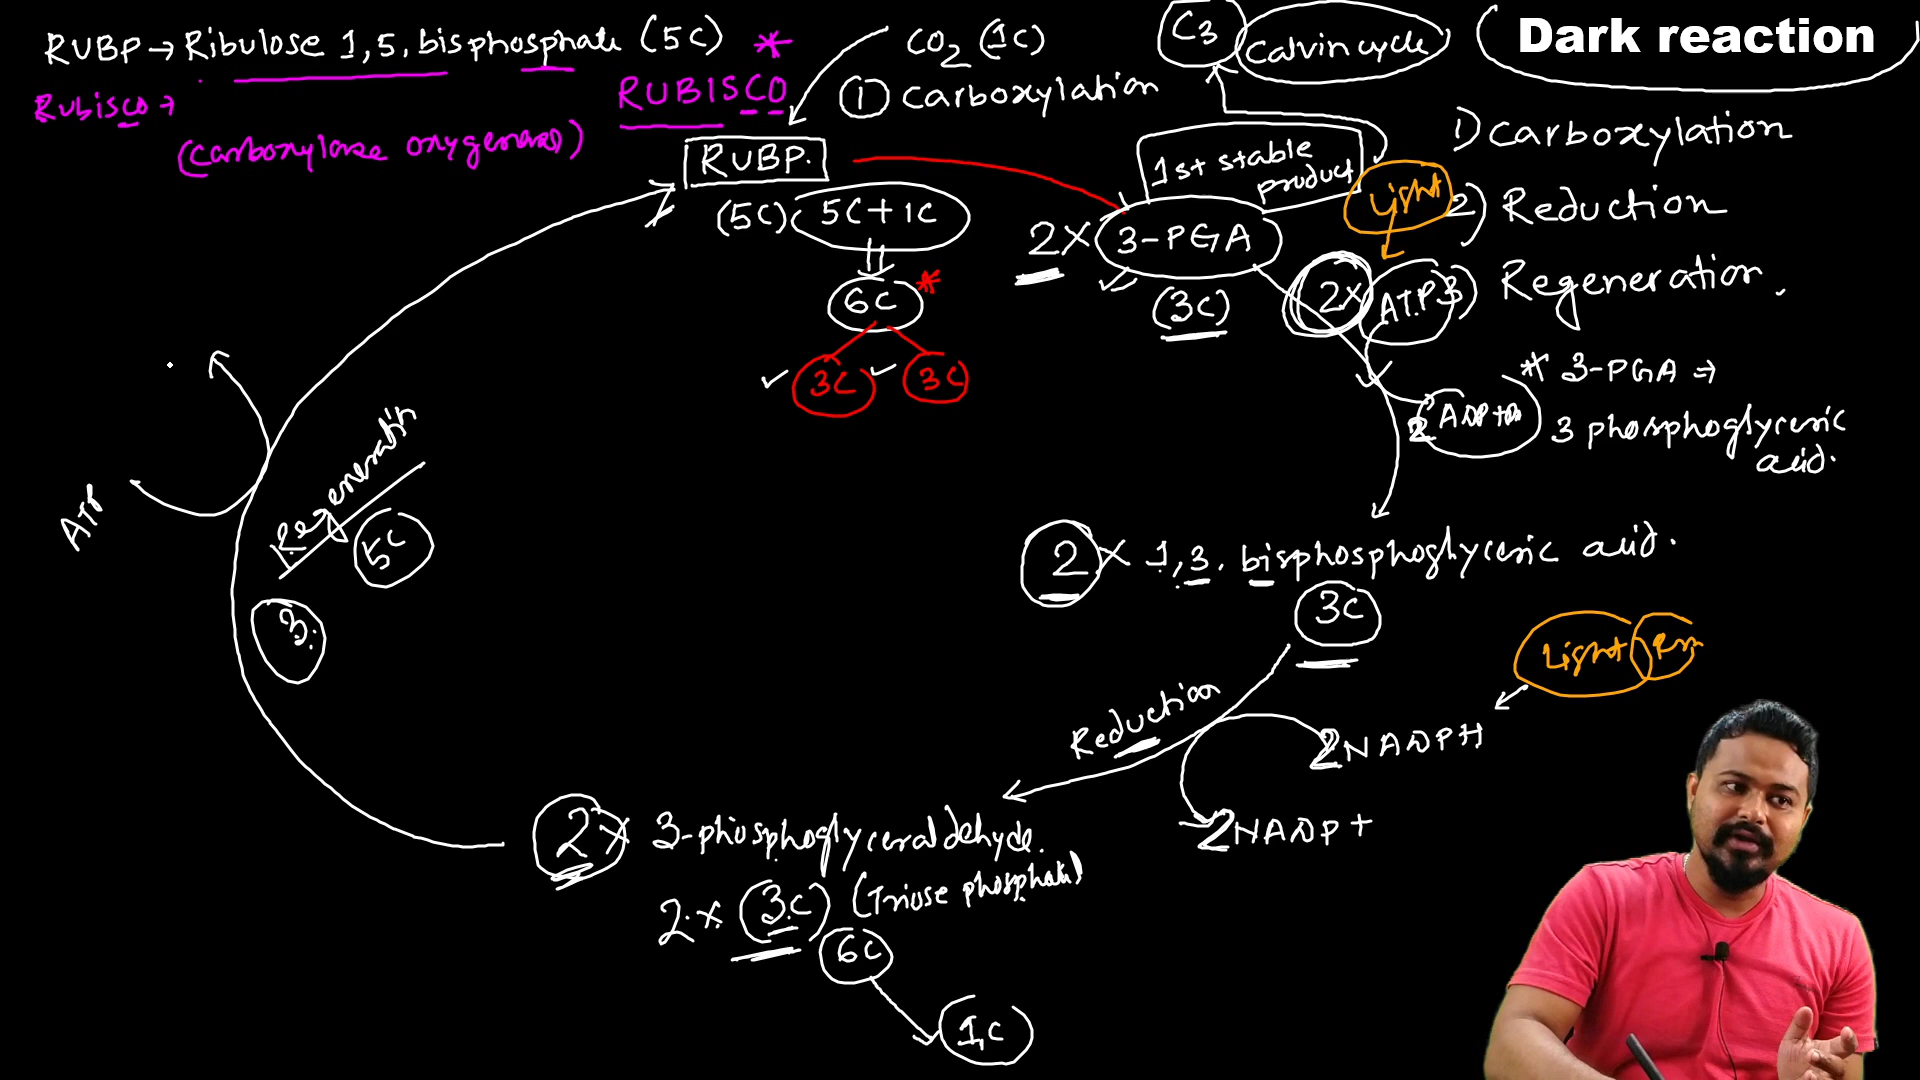 Dark reaction
RUBP → Ribulose 1,5, bisphosphate (5C) *
Rubisco →
(carboxylase oxygenase)
RUBISCO
CO2 (1C)
① Carboxylation
C3
Calvin cycle
1) Carboxylation
2) Reduction
3) Regeneration.
RUBP.
(5C) 5C + 1C
6C *
3C 3C
1st stable product
2 X 3-PGA
(3C)
Light
2X ATP
2 ADP+
* 3-PGA ⇒
3 phosphoglyceric
acid.
2 X 1,3. bisphosphoglyceric acid.
3C
Light
Reduction
2NADPH
2NADP+
2 X 3-phosphoglyceraldehyde.
2 x (3C) (Triose phosphate)
6C
1C
Regeneration
5C
3.
ATP